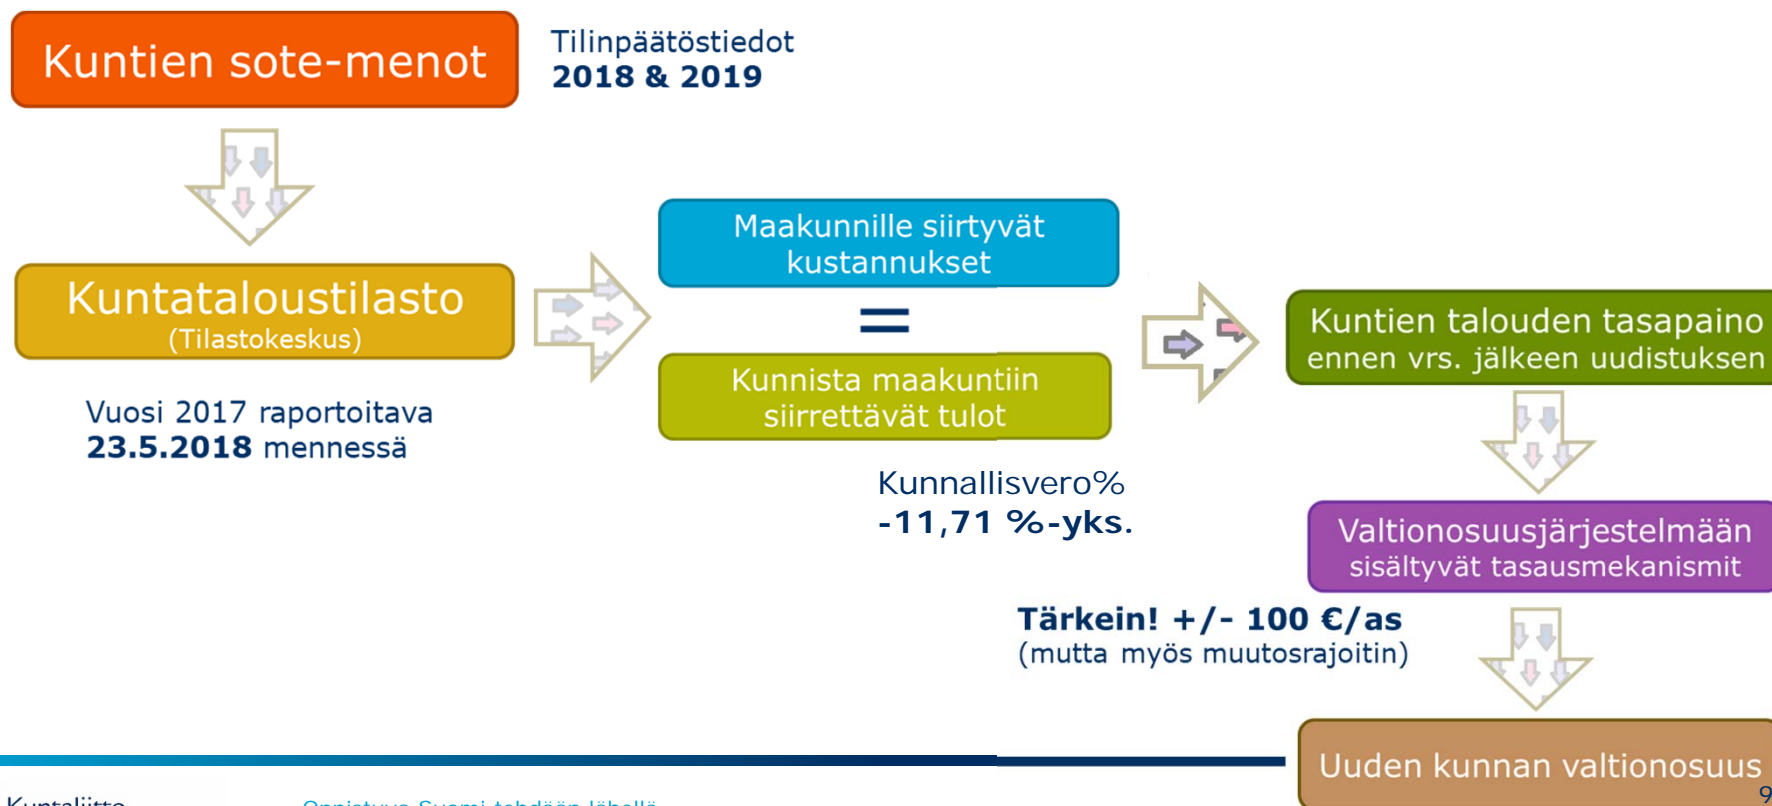 Kuntien sote-menot
Tilinpäätöstiedot
2018 & 2019
Kuntataloustilasto
(Tilastokeskus)
Vuosi 2017 raportoitava
23.5.2018 mennessä
Maakunnille siirtyvät
kustannukset
=
Kunnista maakuntiin
siirrettävät tulot
Kunnallisvero%
-11,71 %-yks.
Kuntien talouden tasapaino
ennen vrs. jälkeen uudistuksen
Valtionosuusjärjestelmään
sisältyvät tasausmekanismit
Tärkein! +/- 100 €/as
(mutta myös muutosrajoitin)
Uuden kunnan valtionosuus
9